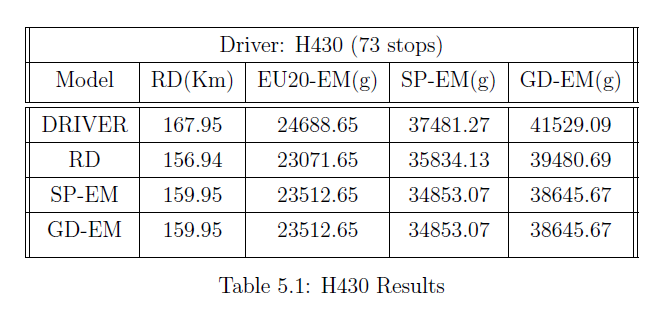 Driver: H430 (73 stops)
Model RD(Km) EU20-EM(g) SP-EM(g) GD-EM(g)
DRIVER 167.95 24688.65 37481.27 41529.09
RD 156.94 23071.65 35834.13 39480.69
SP-EM 159.95 23512.65 34853.07 38645.67
GD-EM 159.95 23512.65 34853.07 38645.67
Table 5.1: H430 Results